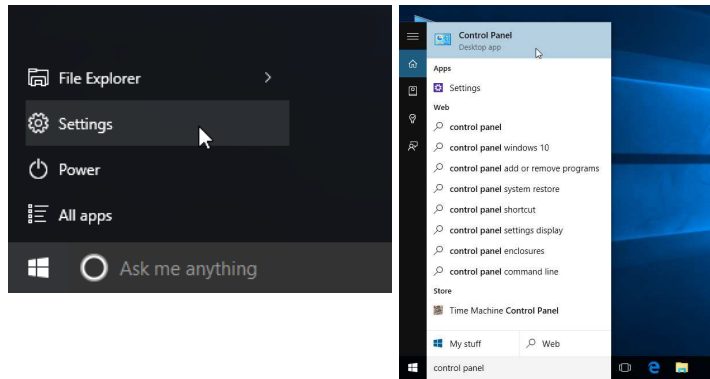 File Explorer
Settings
Power
All apps
Ask me anything
Control Panel
Desktop app
Apps
Settings
Web
control panel
control panel windows 10
control panel add or remove programs
control panel system restore
control panel shortcut
control panel settings display
control panel enclosures
control panel command line
Store
Time Machine Control Panel
My stuff Web
control panel